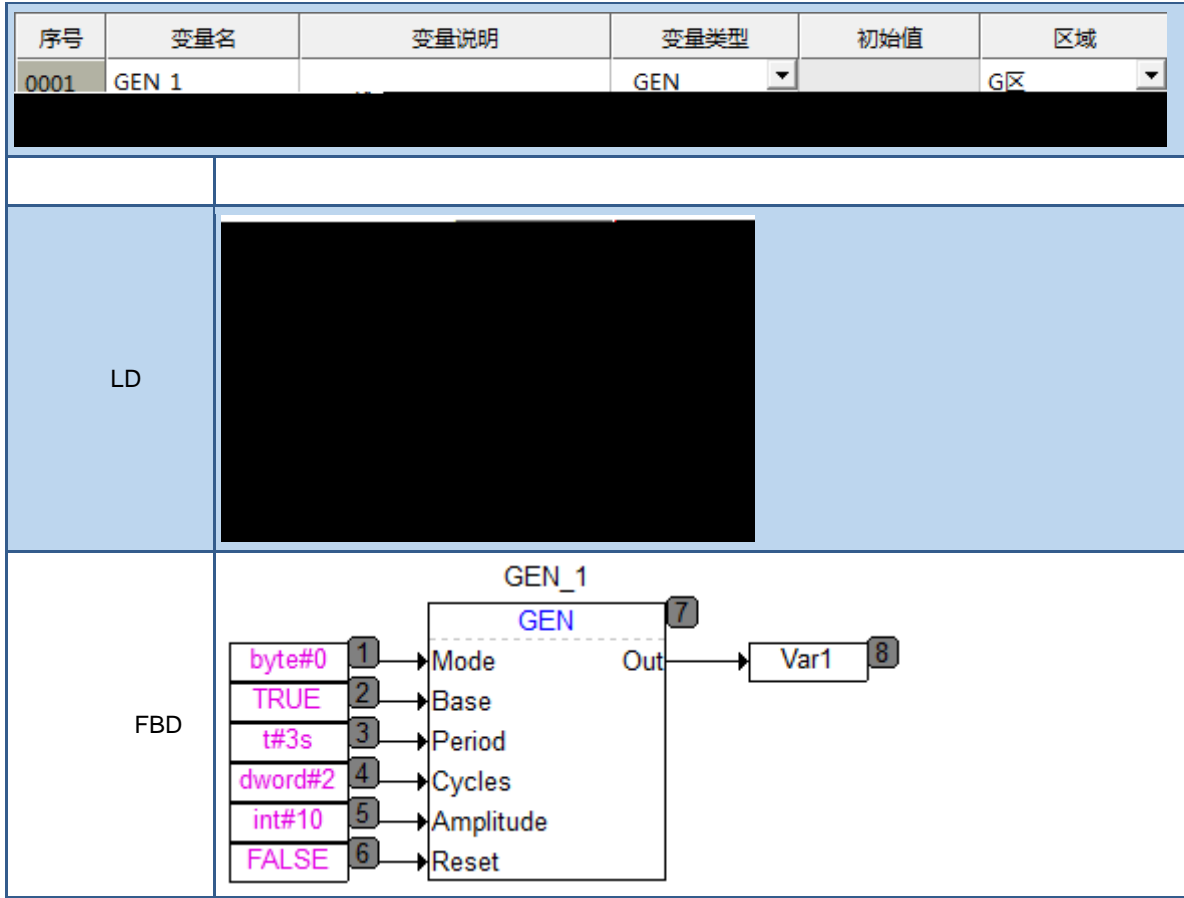 序号 变量名 变量说明 变量类型 初始值 区域
0001 GEN 1 GEN G区
LD
FBD
GEN_1
GEN 7
byte#0 1 Mode Out Var1 8
TRUE 2 Base
t#3s 3 Period
dword#2 4 Cycles
int#10 5 Amplitude
FALSE 6 Reset